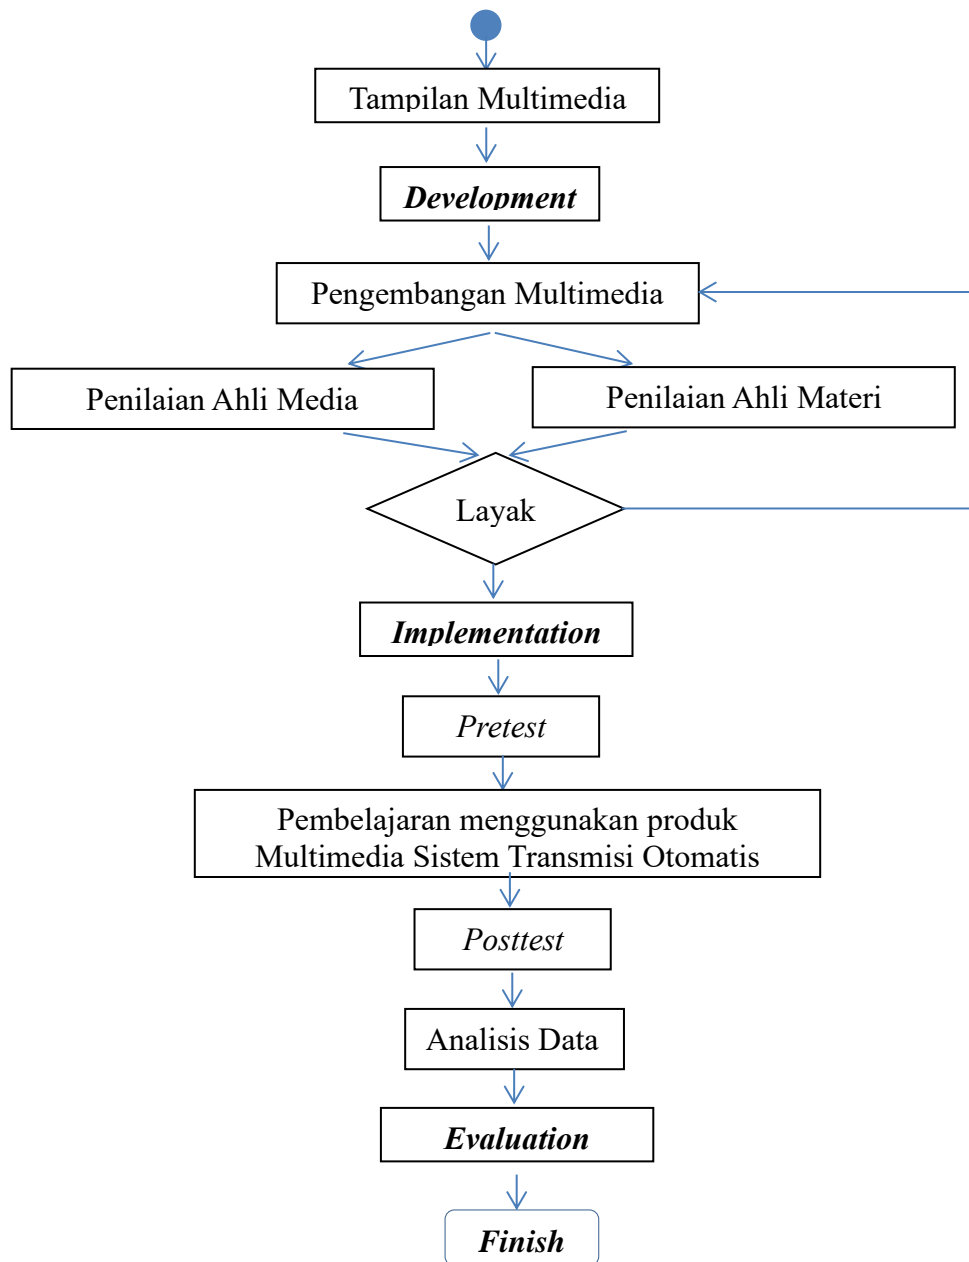 Tampilan Multimedia
Development
Pengembangan Multimedia
Penilaian Ahli Media
Penilaian Ahli Materi
Layak
Implementation
Pretest
Pembelajaran menggunakan produk
Multimedia Sistem Transmisi Otomatis
Posttest
Analisis Data
Evaluation
Finish